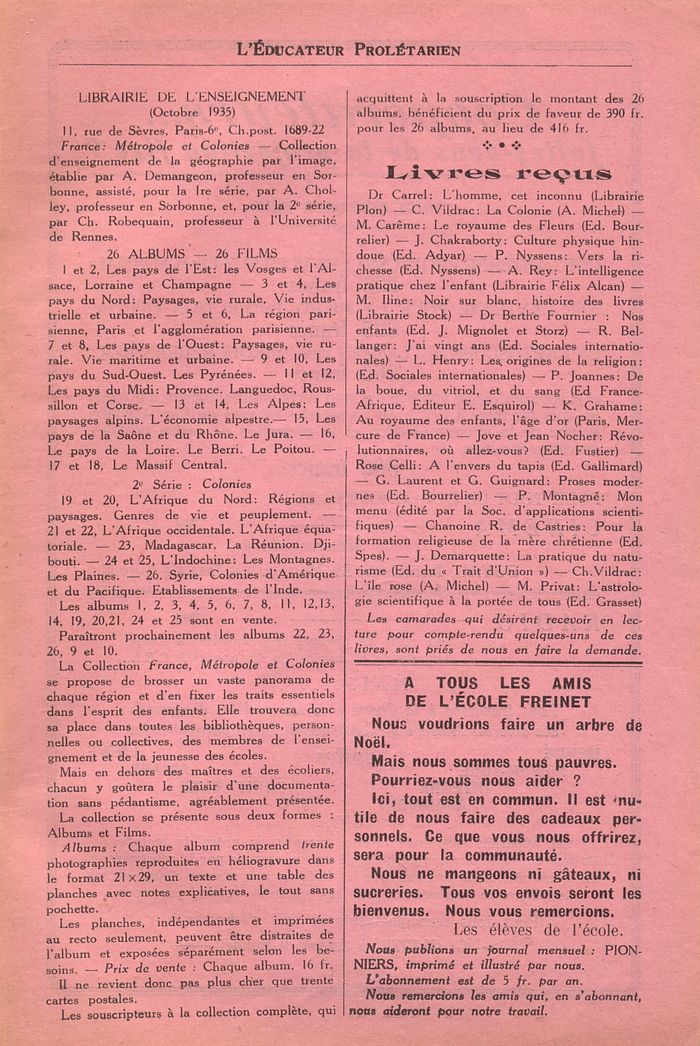 L'ÉDUCATEUR PROLÉTARIEN
LIBRAIRIE DE L'ENSEIGNEMENT
(Octobre 1935)
11, rue de Sèvres, Paris-6e, Ch.post. 1689-22
France: Métropole et Colonies — Collection
d'enseignement de la géographie par l'image,
établie par A. Demangeon, professeur en Sor-
bonne, assisté, pour la 1re série, par A. Chol-
ley, professeur en Sorbonne, et, pour la 2e série,
par Ch. Robequain, professeur à l'Université
de Rennes.
26 ALBUMS — 26 FILMS
1 et 2, Les pays de l'Est: les Vosges et l'Al-
sace, Lorraine et Champagne — 3 et 4, Les
pays du Nord: Paysages, vie rurale, Vie indus-
trielle et urbaine. — 5 et 6, La région pari-
sienne, Paris et l'agglomération parisienne. —
7 et 8, Les pays de l'Ouest: Paysages, vie ru-
rale. Vie maritime et urbaine. — 9 et 10, Les
pays du Sud-Ouest. Les Pyrénées. — 11 et 12,
Les pays du Midi: Provence. Languedoc, Rous-
sillon et Corse. — 13 et 14, Les Alpes: Les
paysages alpins. L'économie alpestre.— 15, Les
pays de la Saône et du Rhône. Le Jura. — 16,
Le pays de la Loire. Le Berri. Le Poitou. —
17 et 18, Le Massif Central.
2e Série : Colonies
19 et 20, L'Afrique du Nord: Régions et
paysages. Genres de vie et peuplement. —
21 et 22, L'Afrique occidentale. L'Afrique équa-
toriale. — 23, Madagascar. La Réunion. Dji-
bouti. — 24 et 25, L'Indochine: Les Montagnes.
Les Plaines. — 26. Syrie, Colonies d'Amérique
et du Pacifique. Etablissements de l'Inde.
Les albums 1, 2, 3, 4, 5, 6, 7, 8, 11, 12,13,
14, 19, 20,21, 24 et 25 sont en vente.
Paraîtront prochainement les albums 22, 23,
26, 9 et 10.
La Collection France, Métropole et Colonies
se propose de brosser un vaste panorama de
chaque région et d'en fixer les traits essentiels
dans l'esprit des enfants. Elle trouvera donc
sa place dans toutes les bibliothèques, person-
nelles ou collectives, des membres de l'ensei-
gnement et de la jeunesse des écoles.
Mais en dehors des maîtres et des écoliers,
chacun y goûtera le plaisir d'une documenta-
tion sans pédantisme, agréablement présentée.
La collection se présente sous deux formes :
Albums et Films.
Albums : Chaque album comprend trente
photographies reproduites en héliogravure dans
le format 21×29, un texte et une table des
planches avec notes explicatives, le tout sans
pochette.
Les planches, indépendantes et imprimées
au recto seulement, peuvent être distraites de
l'album et exposées séparément selon les be-
soins. — Prix de vente : Chaque album, 16 fr.
Il ne revient donc pas plus cher que trente
cartes postales.
Les souscripteurs à la collection complète, qui
acquittent à la souscription le montant des 26
albums, bénéficient du prix de faveur de 390 fr.
pour les 26 albums, au lieu de 416 fr.
Livres reçus
Dr Carrel: L'homme, cet inconnu (Librairie
Plon) — C. Vildrac: La Colonie (A. Michel) —
M. Carême: Le royaume des Fleurs (Ed. Bour-
relier) — J. Chakraborty: Culture physique hin-
doue (Ed. Adyar) — P. Nyssens: Vers la ri-
chesse (Ed. Nyssens) — A. Rey: L'intelligence
pratique chez l'enfant (Librairie Félix Alcan) —
M. Iline: Noir sur blanc, histoire des livres
(Librairie Stock) — Dr Berthe Fournier : Nos
enfants (Ed. J. Mignolet et Storz) — R. Bel-
langer: J'ai vingt ans (Ed. Sociales internatio-
nales) — L. Henry: Les origines de la religion:
(Ed. Sociales internationales) — P. Joannes: De
la boue, du vitriol, et du sang (Ed France-
Afrique, Editeur E. Esquirol) — K. Grahame:
Au royaume des enfants, l'âge d'or (Paris, Mer-
cure de France) — Jove et Jean Nocher: Révo-
lutionnaires, où allez-vous? (Ed. Fustier) —
Rose Celli: A l'envers du tapis (Ed. Gallimard)
— G. Laurent et G. Guignard: Proses moder-
nes (Ed. Bourrelier) — P. Montagné: Mon
menu (édité par la Soc. d'applications scienti-
fiques) — Chanoine R. de Castries: Pour la
formation religieuse de la mère chrétienne (Ed.
Spes). — J. Demarquette: La pratique du natu-
risme (Ed. du « Trait d'Union ») — Ch.Vildrac:
L'île rose (A. Michel) — M. Privat: L'astrolo-
gie scientifique à la portée de tous (Ed. Grasset)
Les camarades qui désirent recevoir en lec-
ture pour compte-rendu quelques-uns de ces
livres, sont priés de nous en faire la demande.
A TOUS LES AMIS
DE L'ÉCOLE FREINET
Nous voudrions faire un arbre de
Noël.
Mais nous sommes tous pauvres.
Pourriez-vous nous aider ?
Ici, tout est en commun. Il est inu-
tile de nous faire des cadeaux per-
sonnels. Ce que vous nous offrirez,
sera pour la communauté.
Nous ne mangeons ni gâteaux, ni
sucreries. Tous vos envois seront les
bienvenus. Nous vous remercions.
Les élèves de l'école.
Nous publions un journal mensuel : PION-
NIERS, imprimé et illustré par nous.
L'abonnement est de 5 fr. par an.
Nous remercions les amis qui, en s'abonnant,
nous aideront pour notre travail.